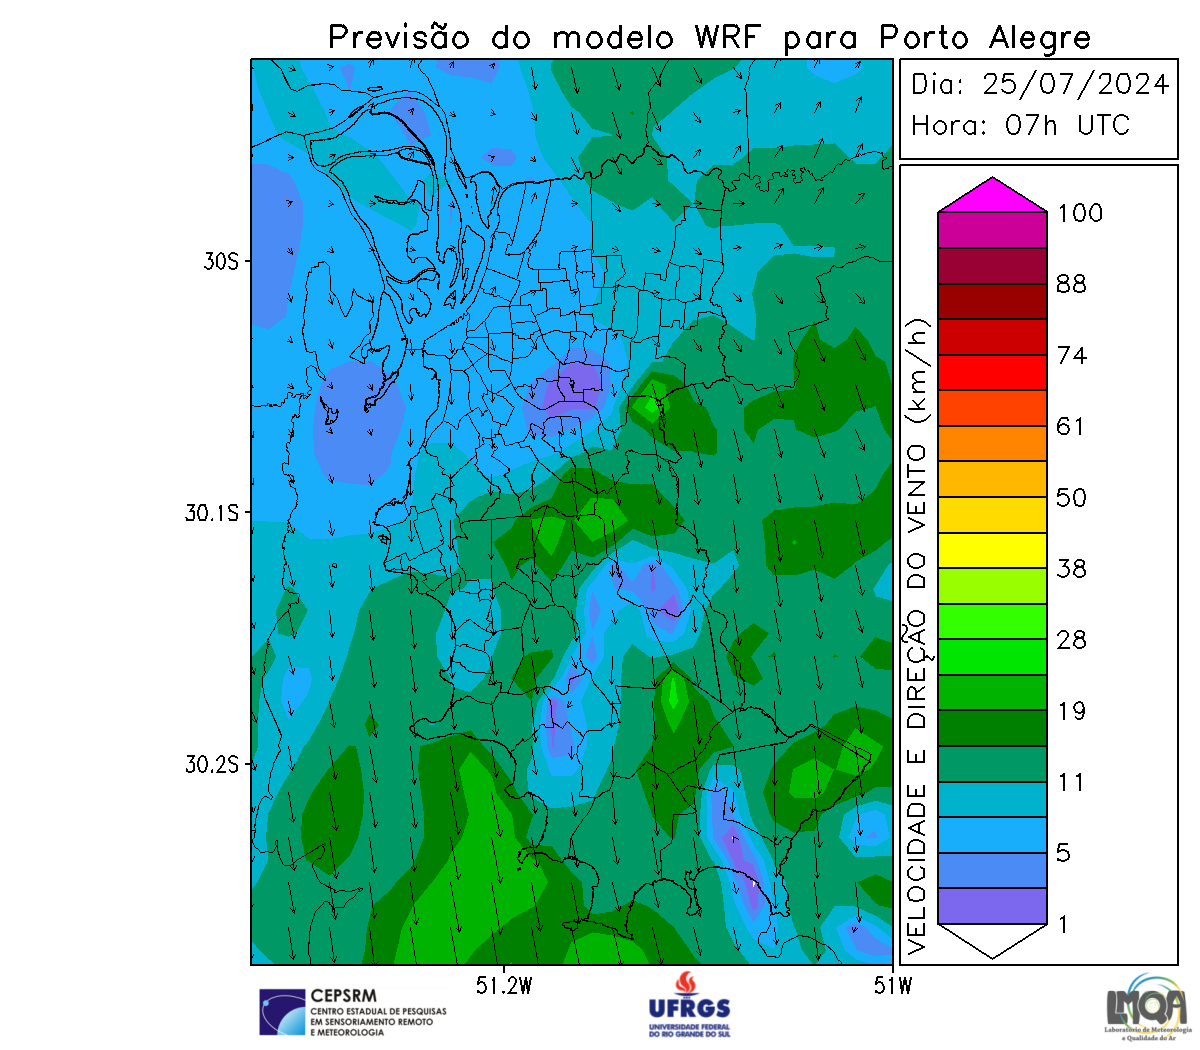 Previsão do modelo WRF para Porto Alegre
Dia: 25/07/2024
Hora: 07h UTC
30S
30.1S
30.2S
51.2W
51W
VELOCIDADE E DIREÇÃO DO VENTO (km/h)
100
88
74
61
50
38
28
19
11
5
1
CEPSRM
CENTRO ESTADUAL DE PESQUISAS
EM SENSORIAMENTO REMOTO
E METEOROLOGIA
UFRGS
UNIVERSIDADE FEDERAL
DO RIO GRANDE DO SUL
LMQA
Laboratório de Meteorologia
e Qualidade do Ar